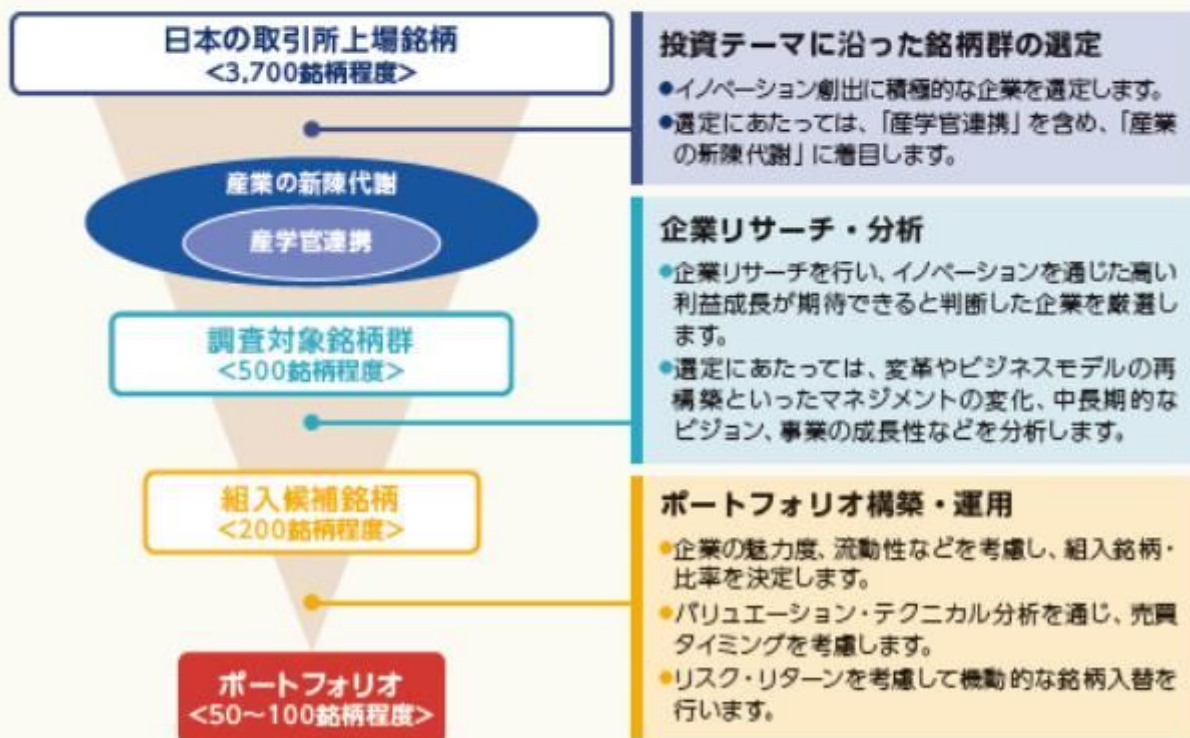 日本の取引所上場銘柄
<3,700銘柄程度>
投資テーマに沿った銘柄群の選定
●イノベーション創出に積極的な企業を選定します。
●選定にあたっては、「産学官連携」を含め、「産業
の新陳代謝」に着目します。
産業の新陳代謝
産学官連携
企業リサーチ・分析
●企業リサーチを行い、イノベーションを通じた高い
利益成長が期待できると判断した企業を厳選し
ます。
●選定にあたっては、変革やビジネスモデルの再
構築といったマネジメントの変化、中長期的な
ビジョン、事業の成長性などを分析します。
調査対象銘柄群
<500銘柄程度>
組入候補銘柄
<200銘柄程度>
ポートフォリオ構築・運用
●企業の魅力度、流動性などを考慮し、組入銘柄・
比率を決定します。
●バリュエーション・テクニカル分析を通じ、売買
タイミングを考慮します。
●リスク・リターンを考慮して機動的な銘柄入替を
行います。
ポートフォリオ
<50～100銘柄程度>